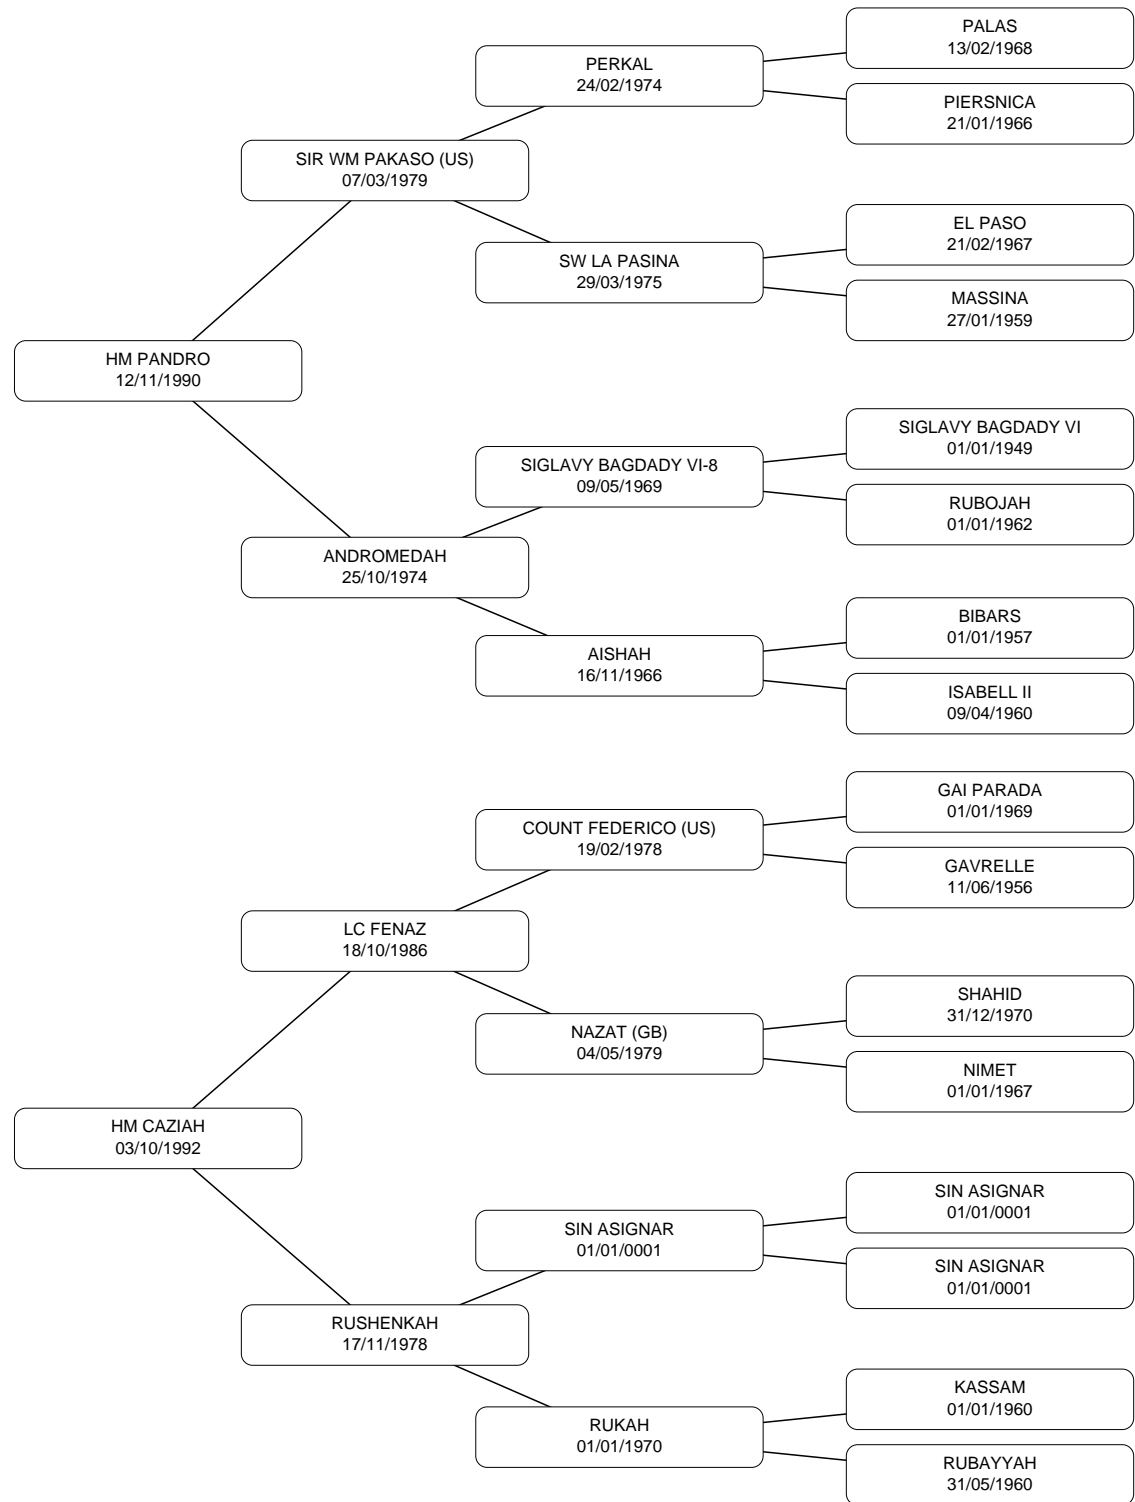 PALAS
13/02/1968
PERKAL
24/02/1974
PIERSNICA
21/01/1966
SIR WM PAKASO (US)
07/03/1979
EL PASO
21/02/1967
SW LA PASINA
29/03/1975
MASSINA
27/01/1959
HM PANDRO
12/11/1990
SIGLAVY BAGDADY VI
01/01/1949
SIGLAVY BAGDADY VI-8
09/05/1969
RUBOJAH
01/01/1962
ANDROMEDAH
25/10/1974
BIBARS
01/01/1957
AISHAH
16/11/1966
ISABELL II
09/04/1960
GAI PARADA
01/01/1969
COUNT FEDERICO (US)
19/02/1978
GAVRELLE
11/06/1956
LC FENAZ
18/10/1986
SHAHID
31/12/1970
NAZAT (GB)
04/05/1979
NIMET
01/01/1967
HM CAZIAH
03/10/1992
SIN ASIGNAR
01/01/0001
SIN ASIGNAR
01/01/0001
SIN ASIGNAR
01/01/0001
RUSHENKAH
17/11/1978
KASSAM
01/01/1960
RUKAH
01/01/1970
RUBAYYAH
31/05/1960